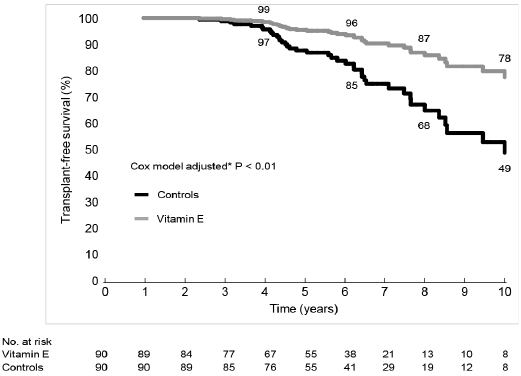 Transplant-free survival (%)
100
90
80
70
60
50
40
30
20
10
0
99
96
87
78
97
85
68
49
Cox model adjusted* P < 0.01
Controls
Vitamin E
0 1 2 3 4 5 6 7 8 9 10
Time (years)
No. at risk
Vitamin E 90 89 84 77 67 55 38 21 13 10 8
Controls 90 90 89 85 76 55 41 29 19 12 8